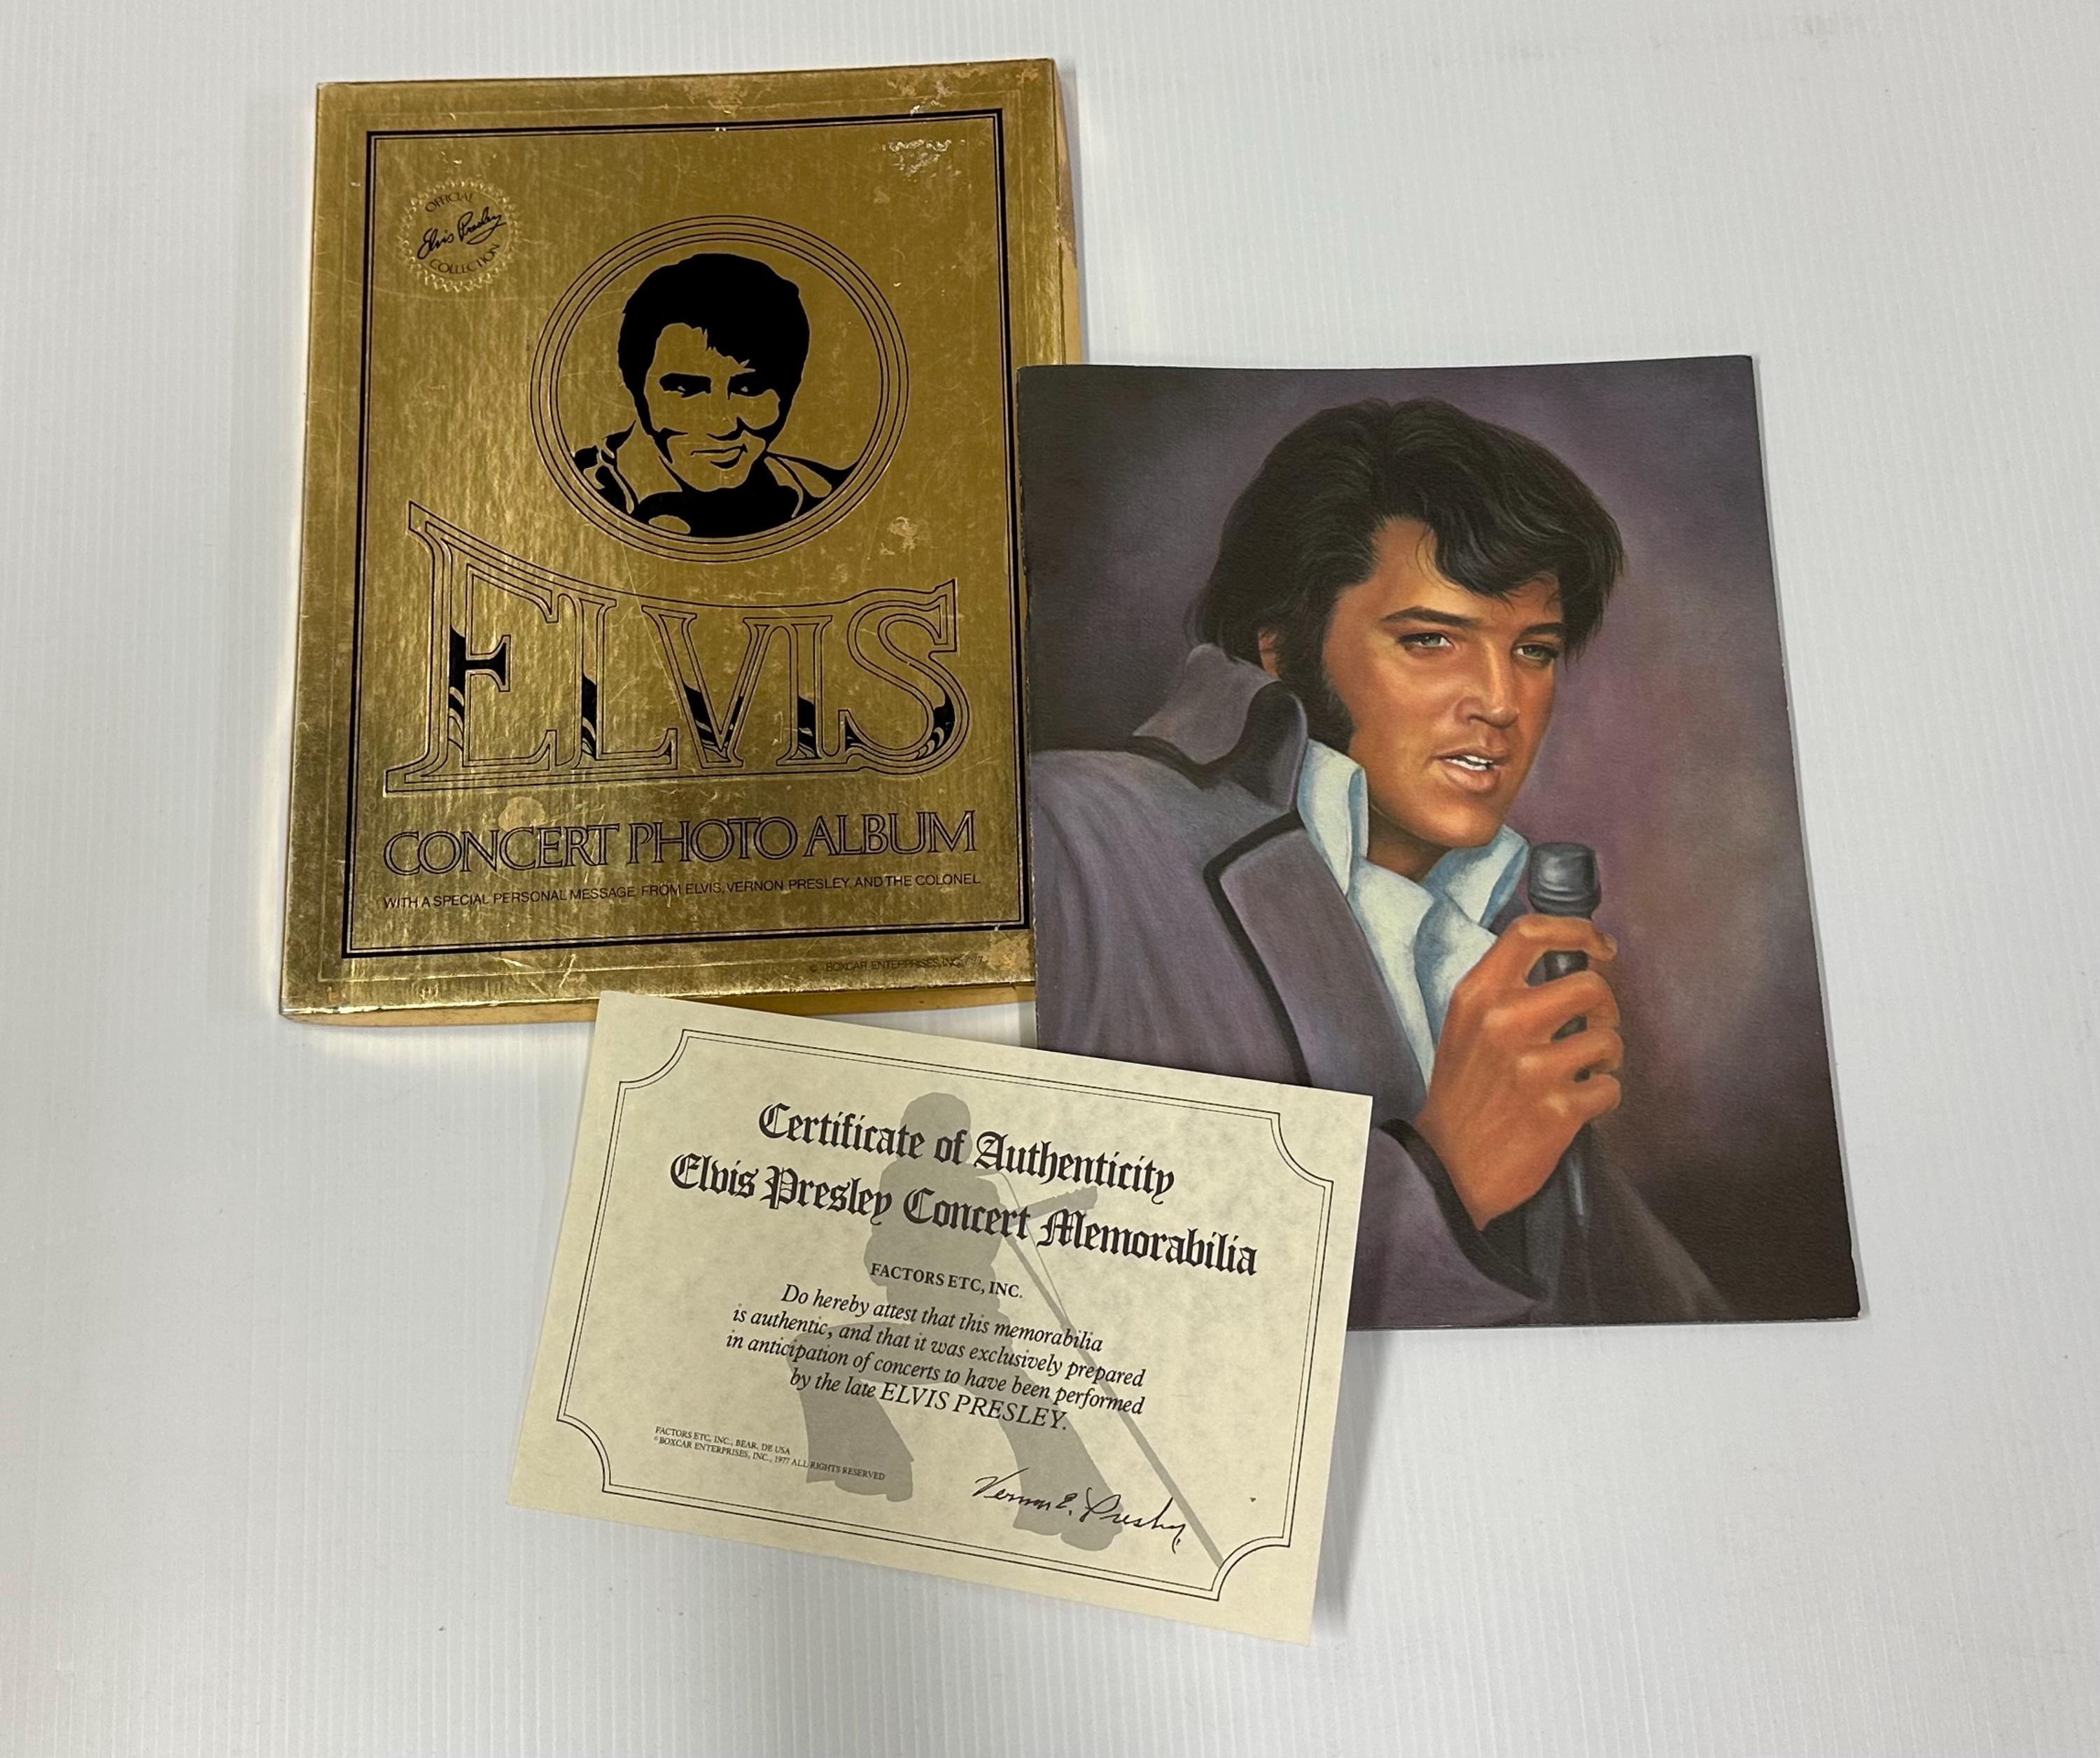 OFFICIAL
Elvis Presley
COLLECTION
ELVIS
CONCERT PHOTO ALBUM
WITH A SPECIAL PERSONAL MESSAGE FROM ELVIS, VERNON PRESLEY AND THE COLONEL
© BOXCAR ENTERPRISES, INC.
Certificate of Authenticity
Elvis Presley Concert Memorabilia
FACTORS ETC, INC.
Do hereby attest that this memorabilia
is authentic, and that it was exclusively prepared
in anticipation of concerts to have been performed
by the late ELVIS PRESLEY.
FACTORS ETC, INC., BEAR, DE USA
©BOXCAR ENTERPRISES, INC., 1977 ALL RIGHTS RESERVED
Vernon E. Presley